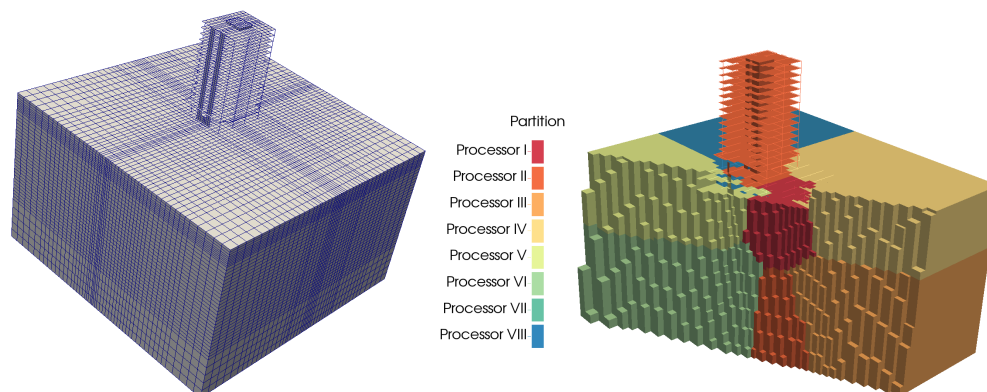 Partition
Processor I
Processor II
Processor III
Processor IV
Processor V
Processor VI
Processor VII
Processor VIII